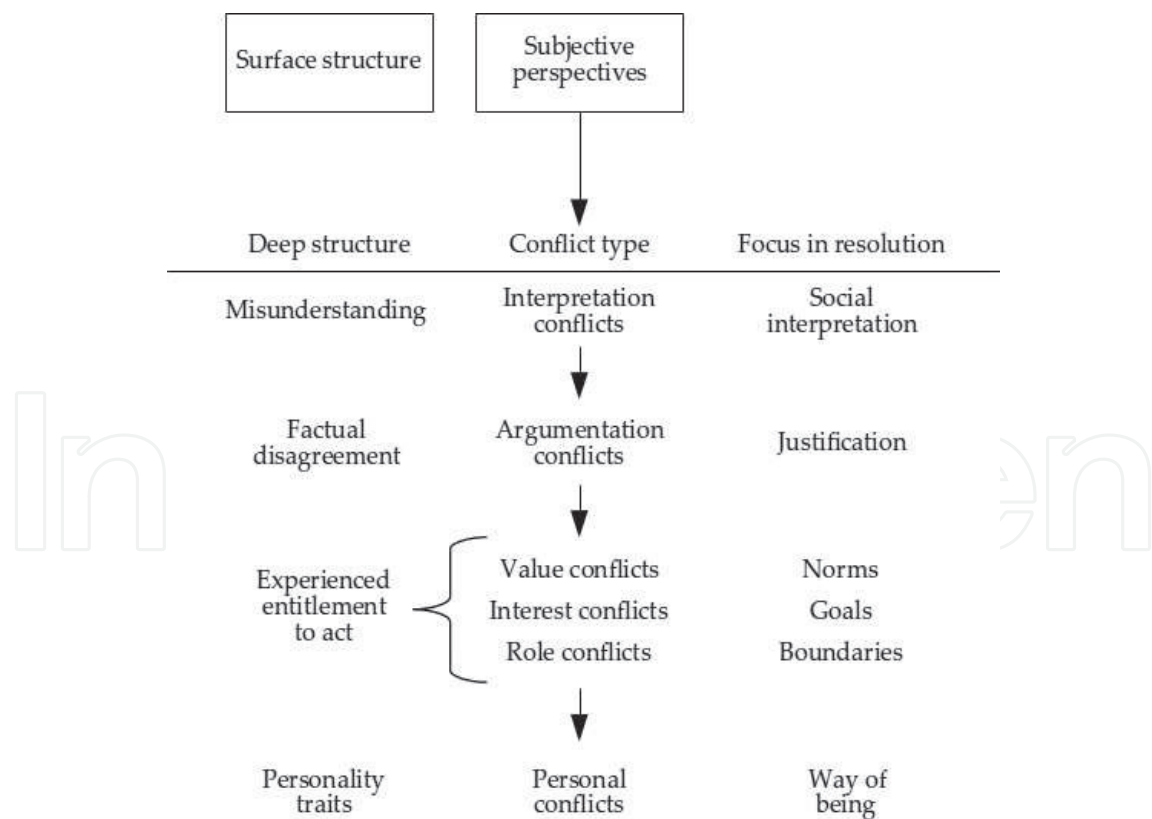 Surface structure
Subjective
perspectives
Deep structure
Conflict type
Focus in resolution
Misunderstanding
Interpretation
conflicts
Social
interpretation
Factual
disagreement
Argumentation
conflicts
Justification
Experienced
entitlement
to act
Value conflicts
Norms
Interest conflicts
Goals
Role conflicts
Boundaries
Personality
traits
Personal
conflicts
Way of
being
In
en